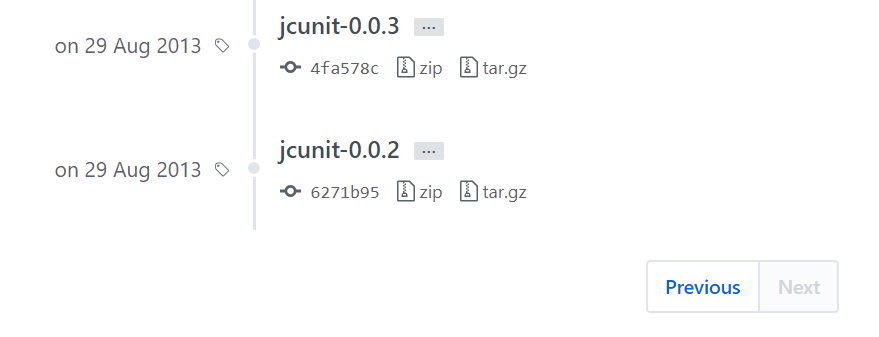 jcunit-0.0.3 ...
on 29 Aug 2013
4fa578c zip tar.gz
jcunit-0.0.2 ...
on 29 Aug 2013
6271b95 zip tar.gz
Previous Next